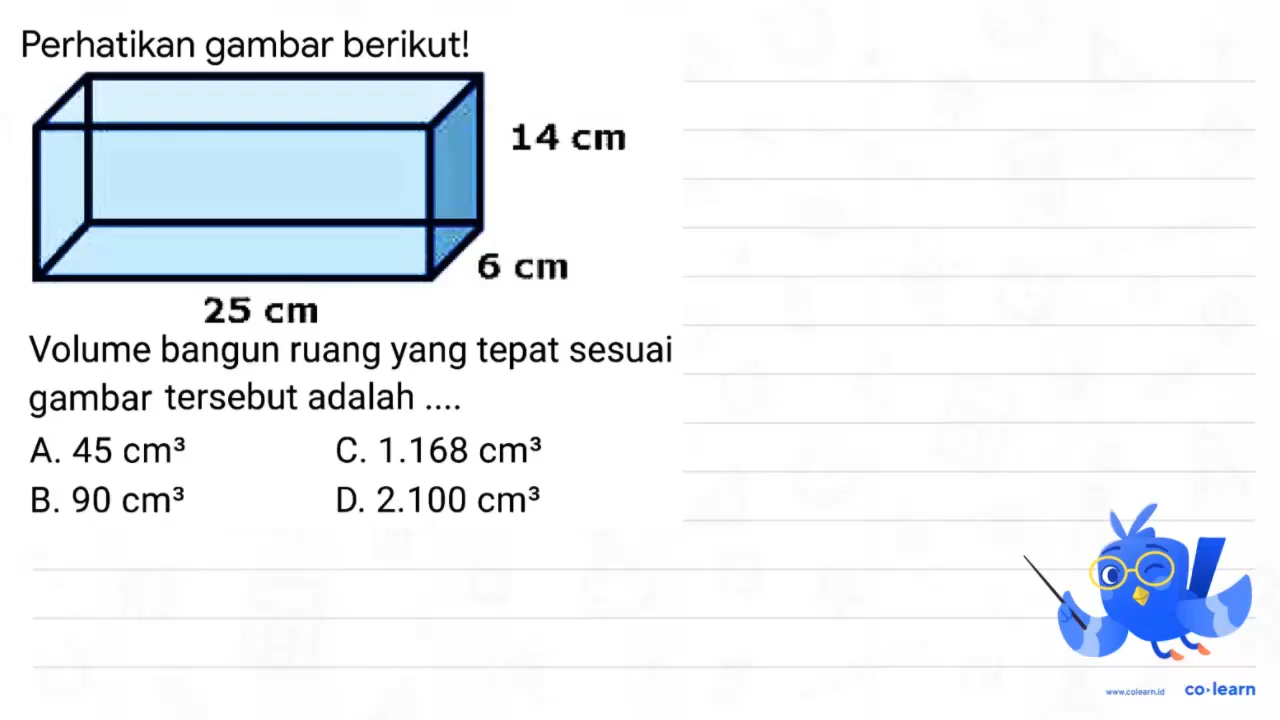 Perhatikan gambar berikut!
14 cm
6 cm
25 cm
Volume bangun ruang yang tepat sesuai
gambar tersebut adalah ....
A. 45 cm³ C. 1.168 cm³
B. 90 cm³ D. 2.100 cm³
www.colearn.id co·learn